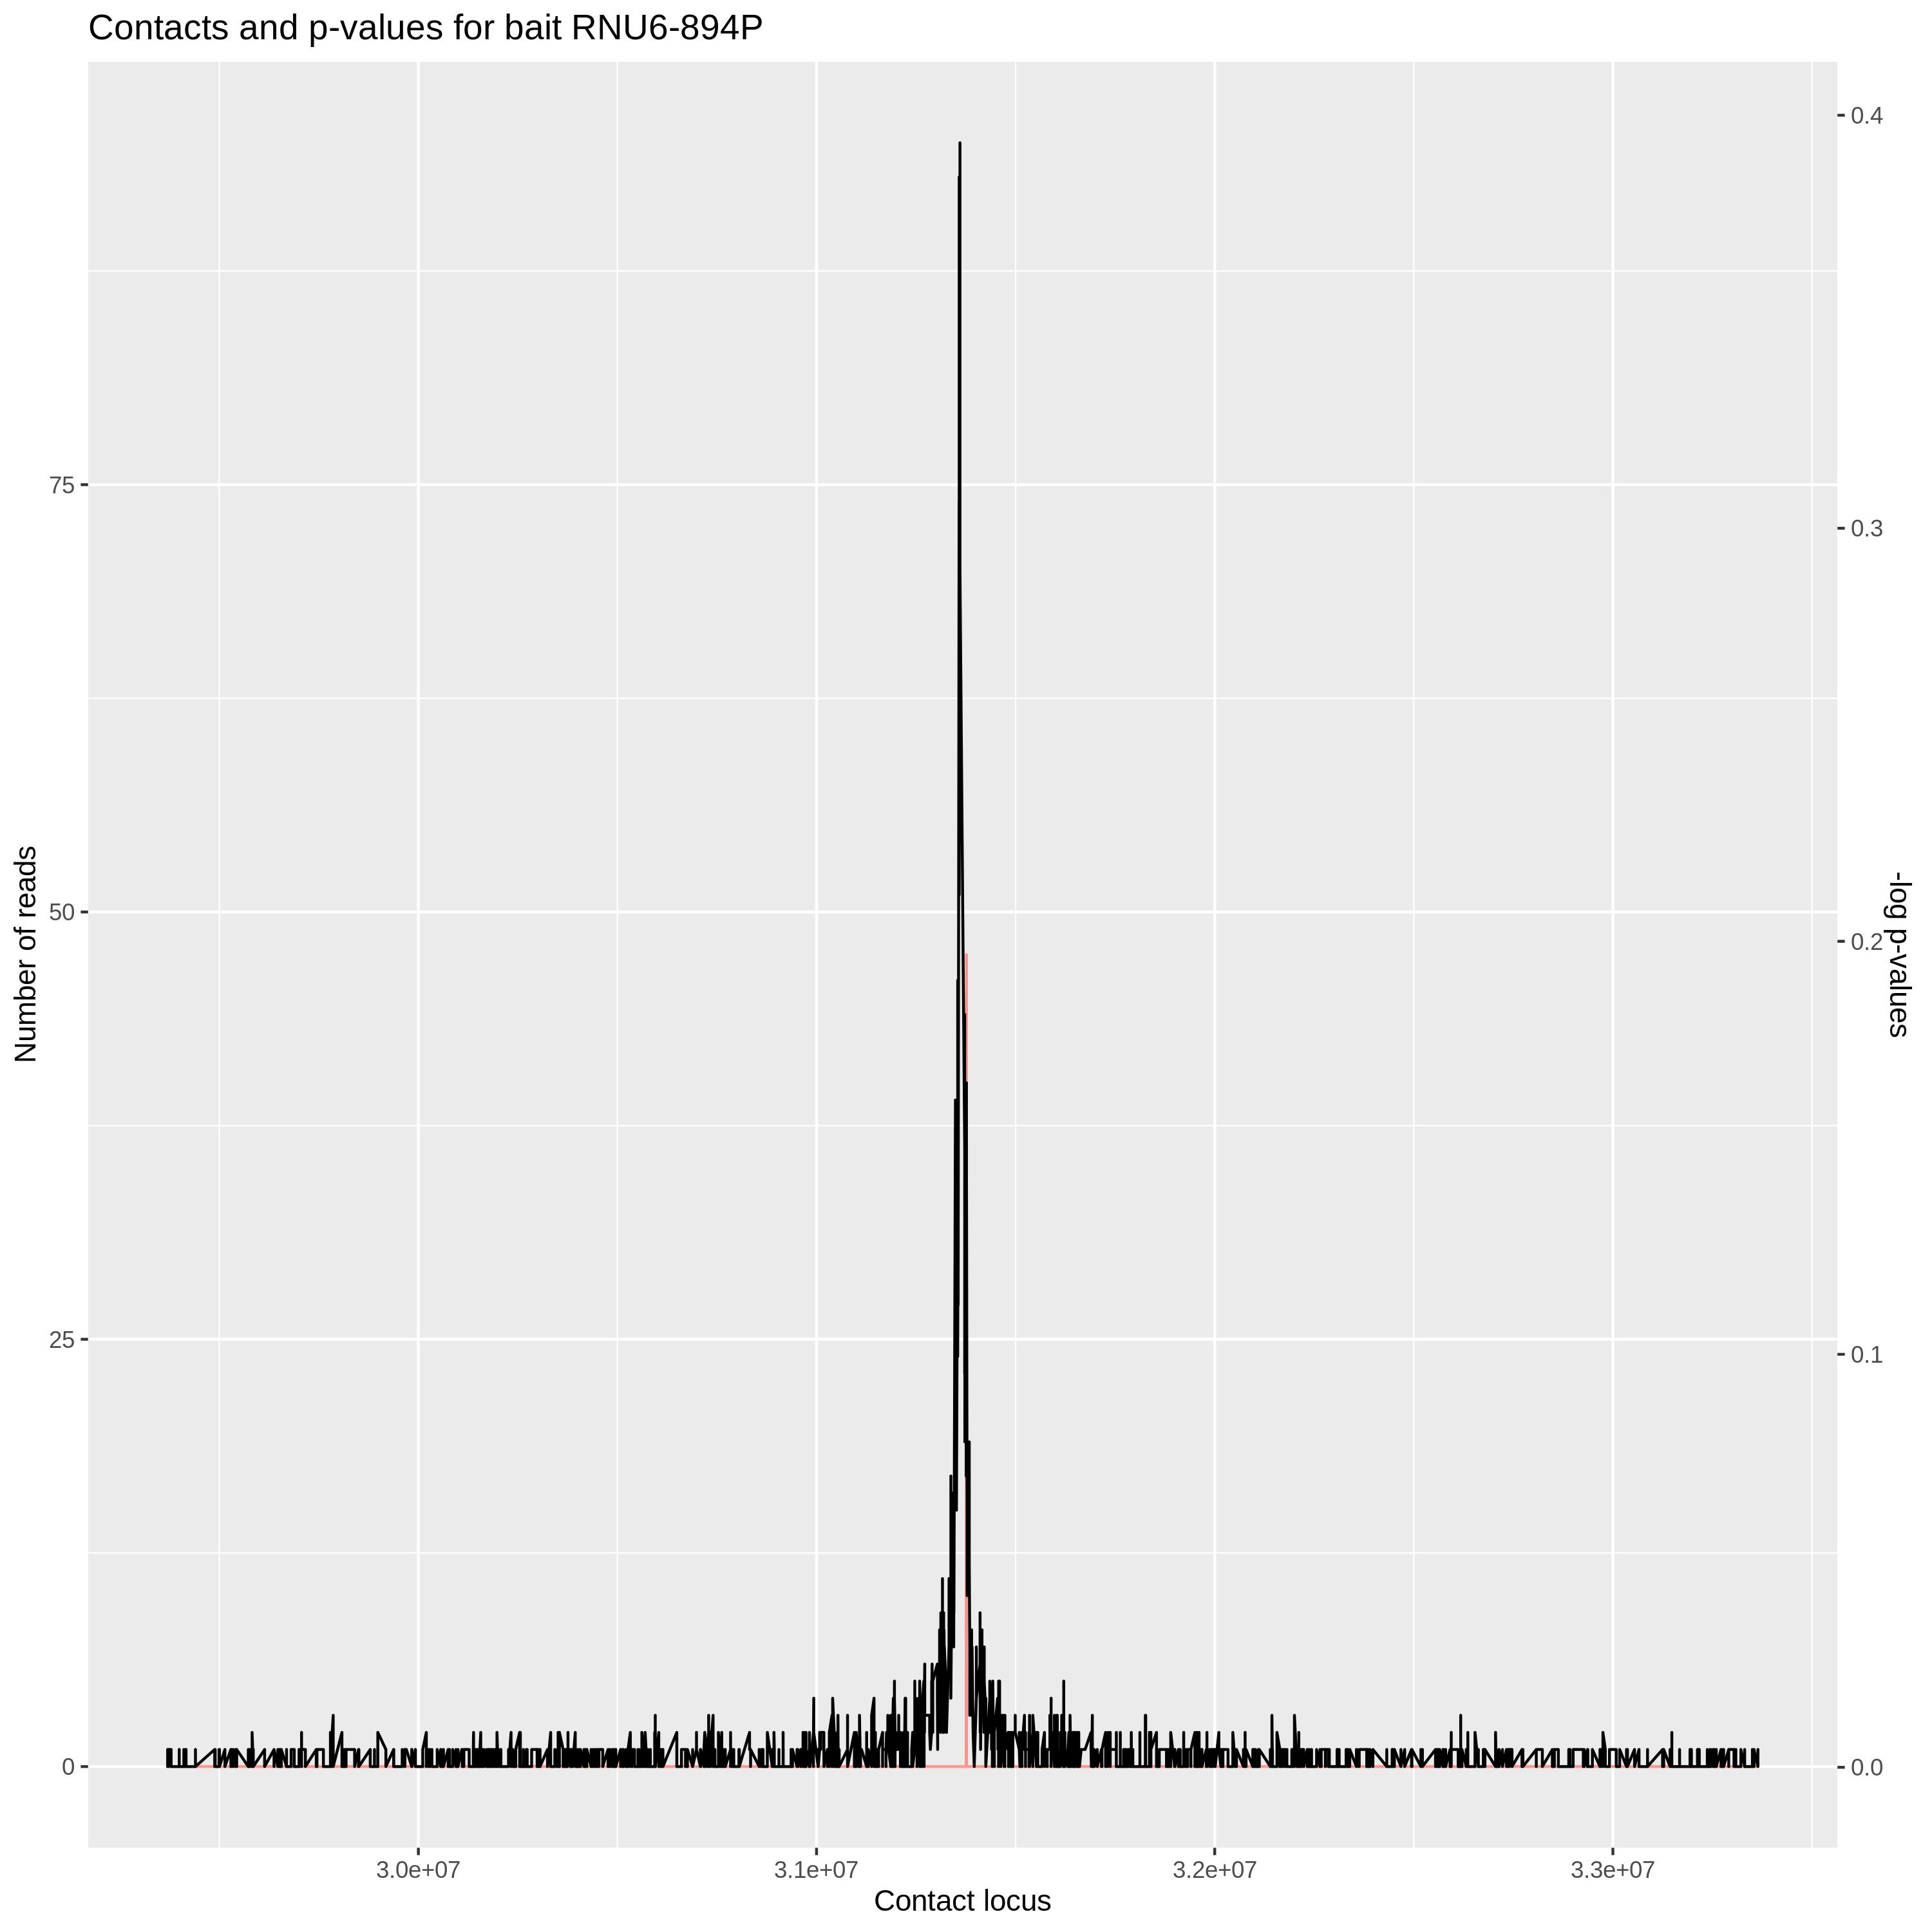 Contacts and p-values for bait RNU6-894P
0.4
75
0.3
50
0.2
Number of reads
-log p-values
25
0.1
0
0.0
3.0e+07
3.1e+07
3.2e+07
3.3e+07
Contact locus